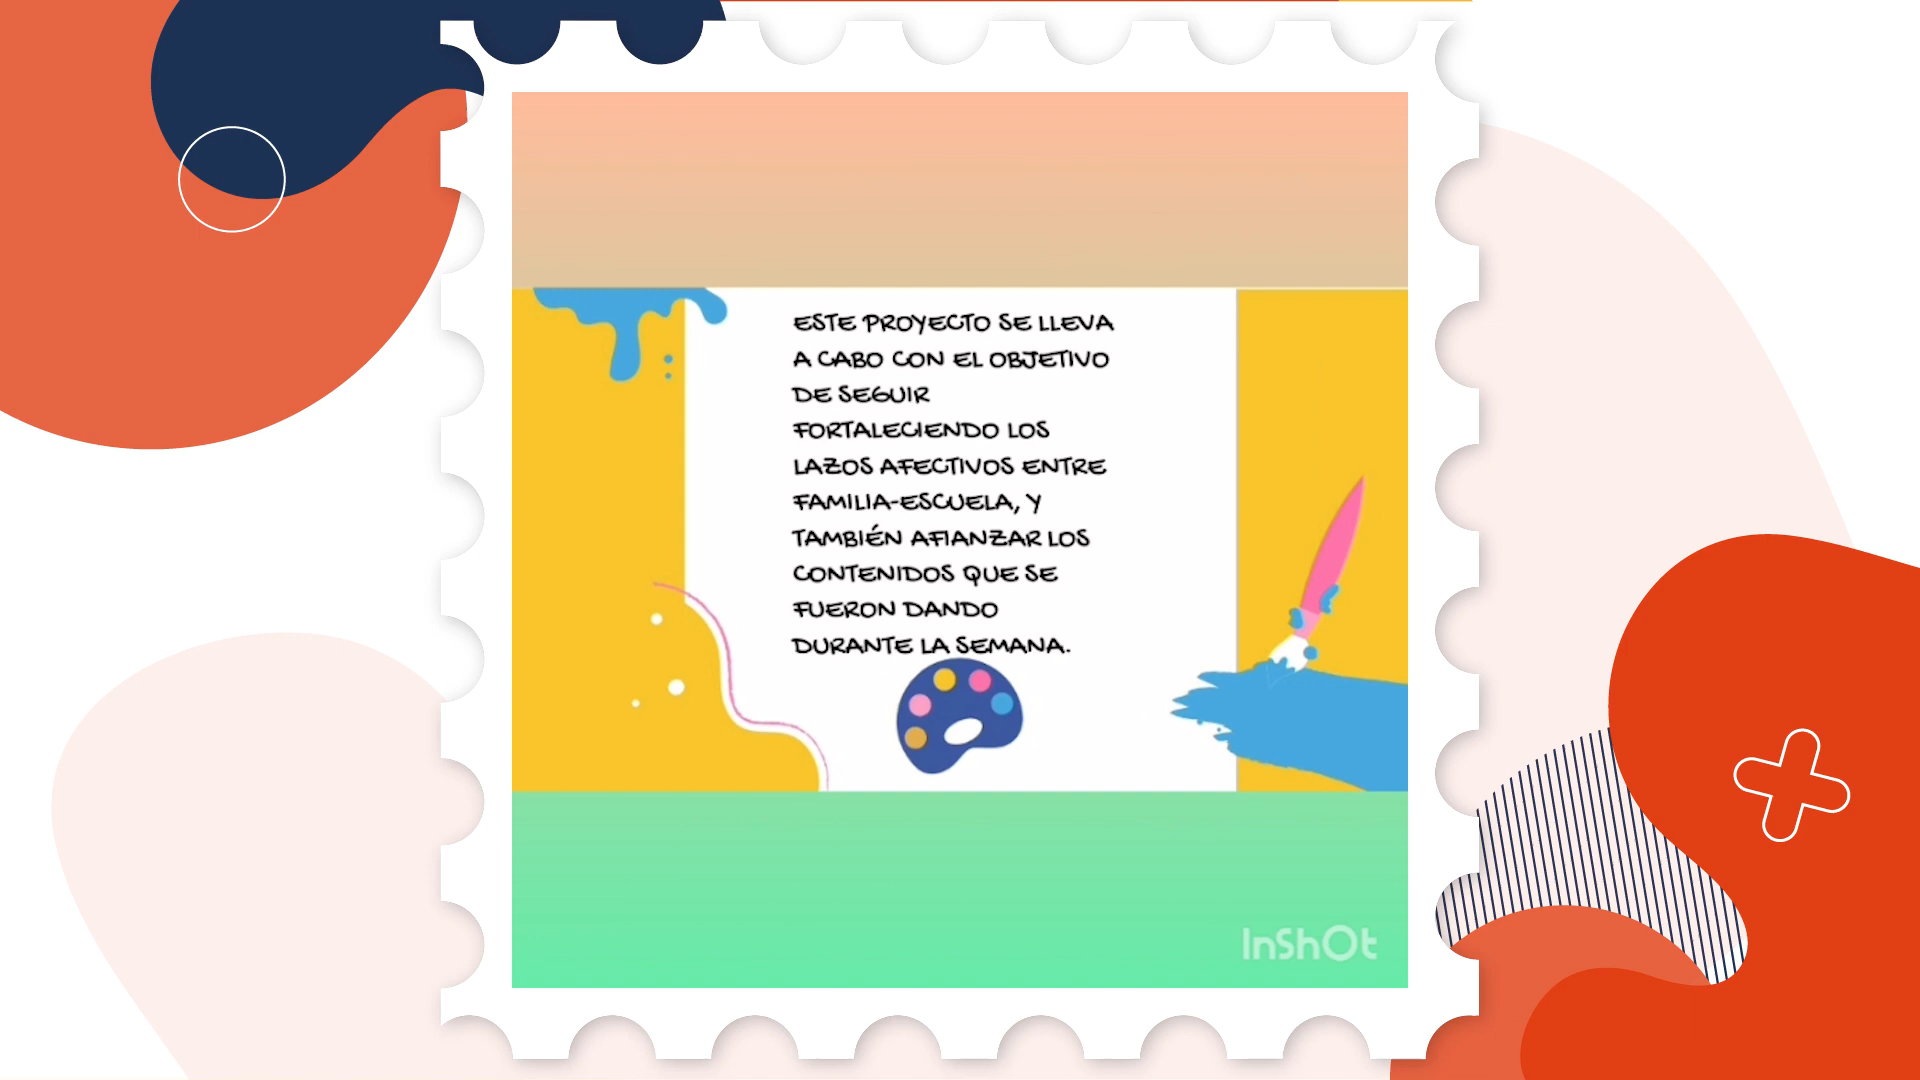 ESTE PROYECTO SE LLEVA
A CABO CON EL OBJETIVO
DE SEGUIR
FORTALECIENDO LOS
LAZOS AFECTIVOS ENTRE
FAMILIA-ESCUELA, Y
TAMBIÉN AFIANZAR LOS
CONTENIDOS QUE SE
FUERON DANDO
DURANTE LA SEMANA.
InShOt